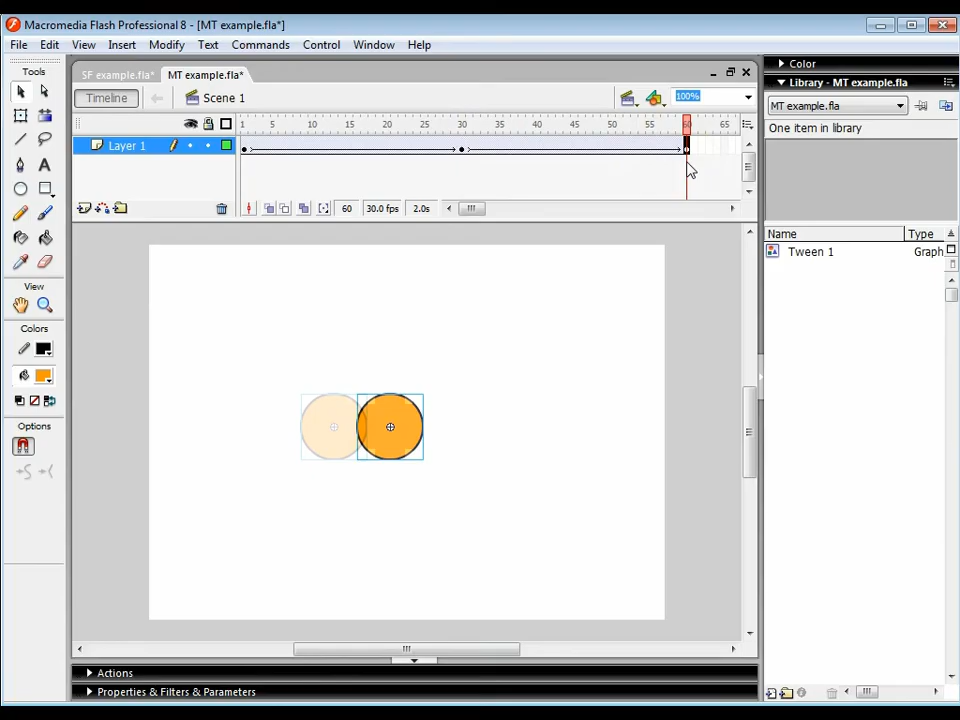 Macromedia Flash Professional 8 - [MT example.fla*]
File Edit View Insert Modify Text Commands Control Window Help
Tools
SF example.fla* MT example.fla*
Timeline Scene 1 100%
1 5 10 15 20 25 30 35 40 45 50 55 60 65
Layer 1
60 30.0 fps 2.0s
View
Colors
Options
Color
Library - MT example.fla
MT example.fla
One item in library
Name Type
Tween 1 Graph
Actions
Properties & Filters & Parameters